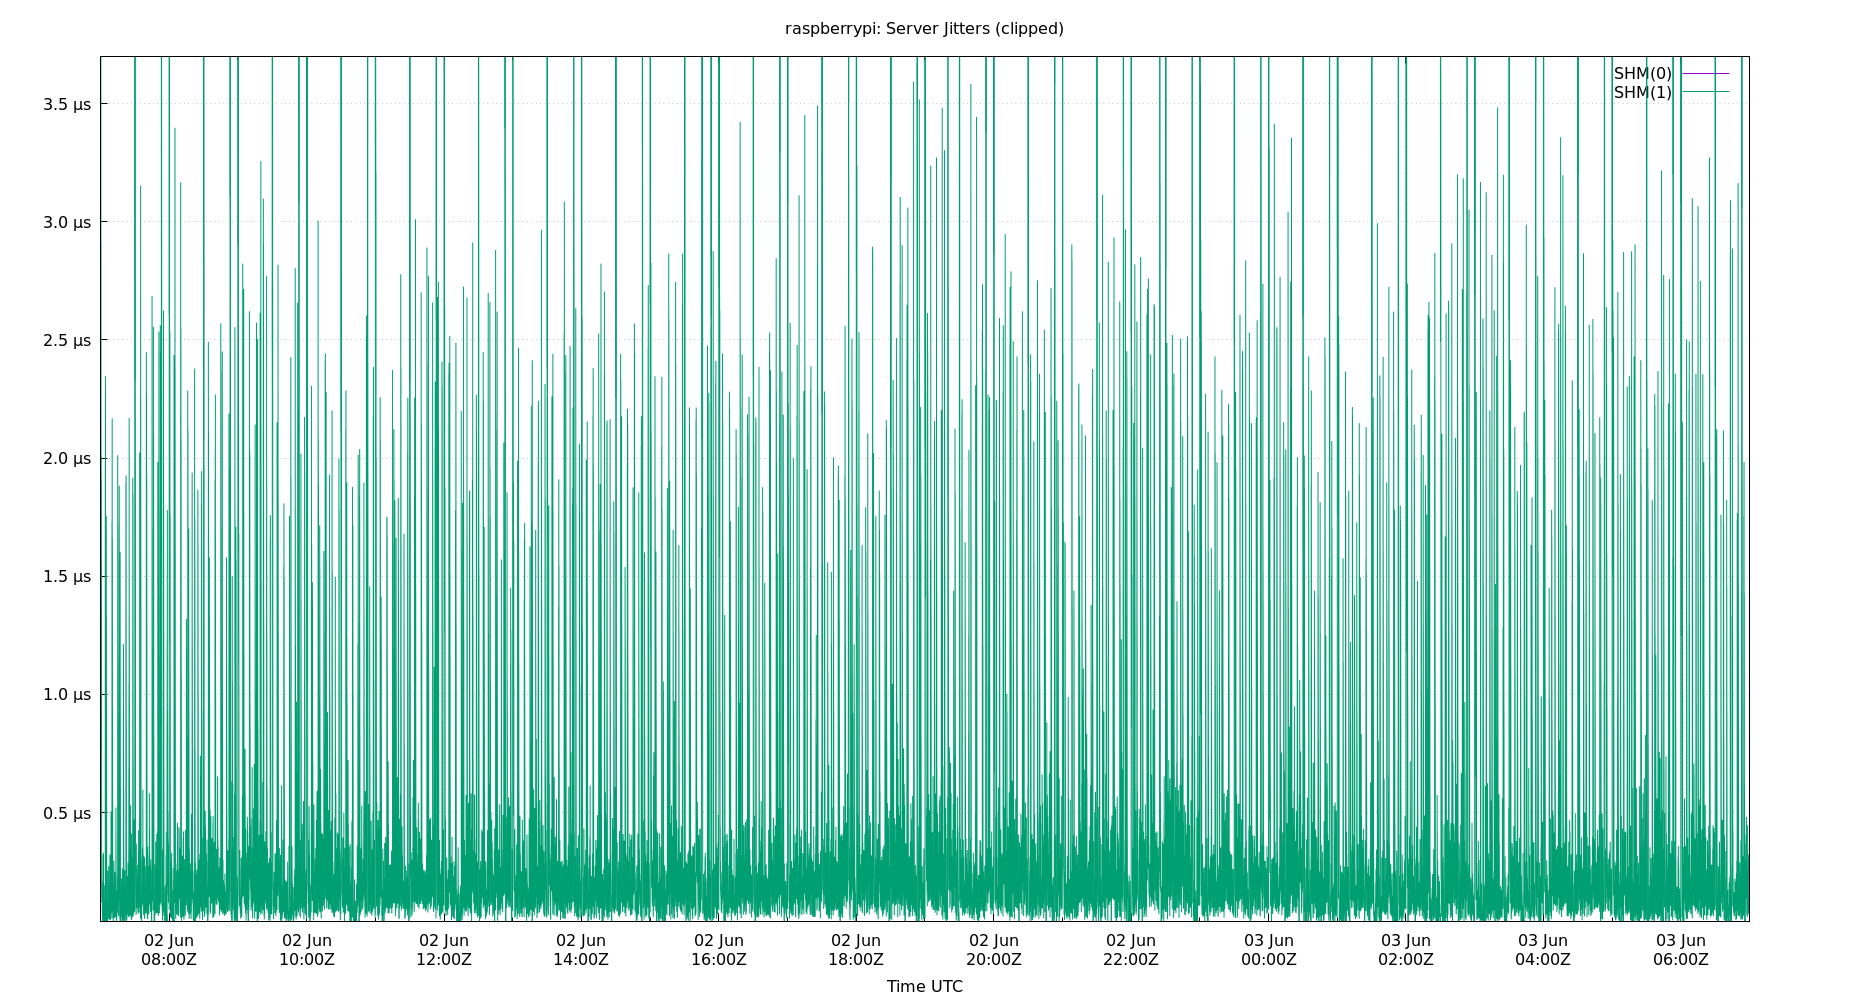 raspberrypi: Server Jitters (clipped)
SHM(0)
SHM(1)
3.5 µs
3.0 µs
2.5 µs
2.0 µs
1.5 µs
1.0 µs
0.5 µs
02 Jun 02 Jun 02 Jun 02 Jun 02 Jun 02 Jun 02 Jun 02 Jun 03 Jun 03 Jun 03 Jun 03 Jun
08:00Z 10:00Z 12:00Z 14:00Z 16:00Z 18:00Z 20:00Z 22:00Z 00:00Z 02:00Z 04:00Z 06:00Z
Time UTC